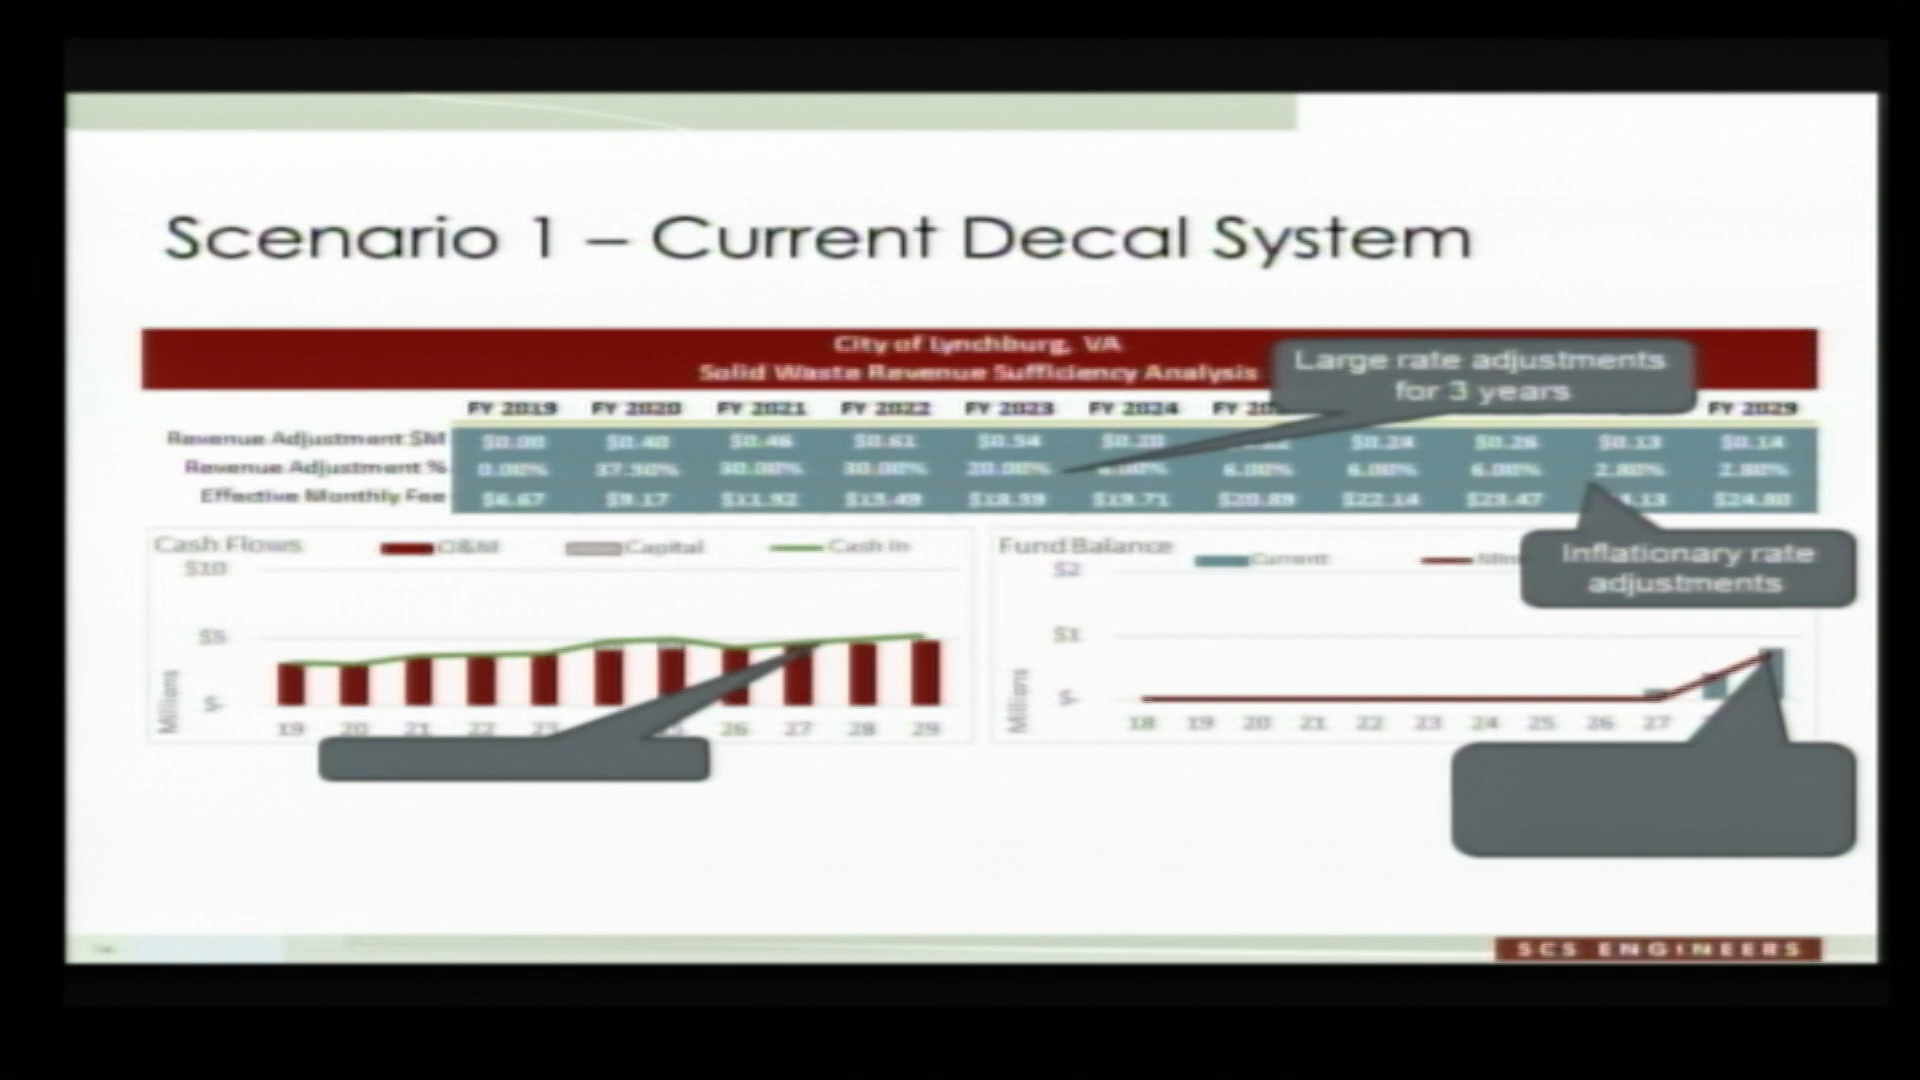 Scenario 1 – Current Decal System
City of Lynchburg, VA
Solid Waste Revenue Sufficiency Analysis
Large rate adjustments
for 3 years
FY 2019 FY 2020 FY 2021 FY 2022 FY 2023 FY 2024 FY FY 2029
Revenue Adjustment $M $0.00 $0.40 $0.46 $0.61 $0.54 $0.20 $0.24 $0.26 $0.13 $0.14
Revenue Adjustment % 0.00% 37.50% 30.00% 30.00% 20.00% 6.00% 6.00% 6.00% 2.80% 2.80%
Effective Monthly Fee $6.67 $9.17 $11.92 $15.49 $18.59 $19.71 $20.89 $22.14 $23.47 $24.80
Inflationary rate
adjustments
Cash Flows O&M Capital Cash In
$10
$5
$-
Millions
19 20 21 22 23 26 27 28 29
Fund Balance Current
$2
$1
$-
Millions
18 19 20 21 22 23 24 25 26 27
SCS ENGINEERS